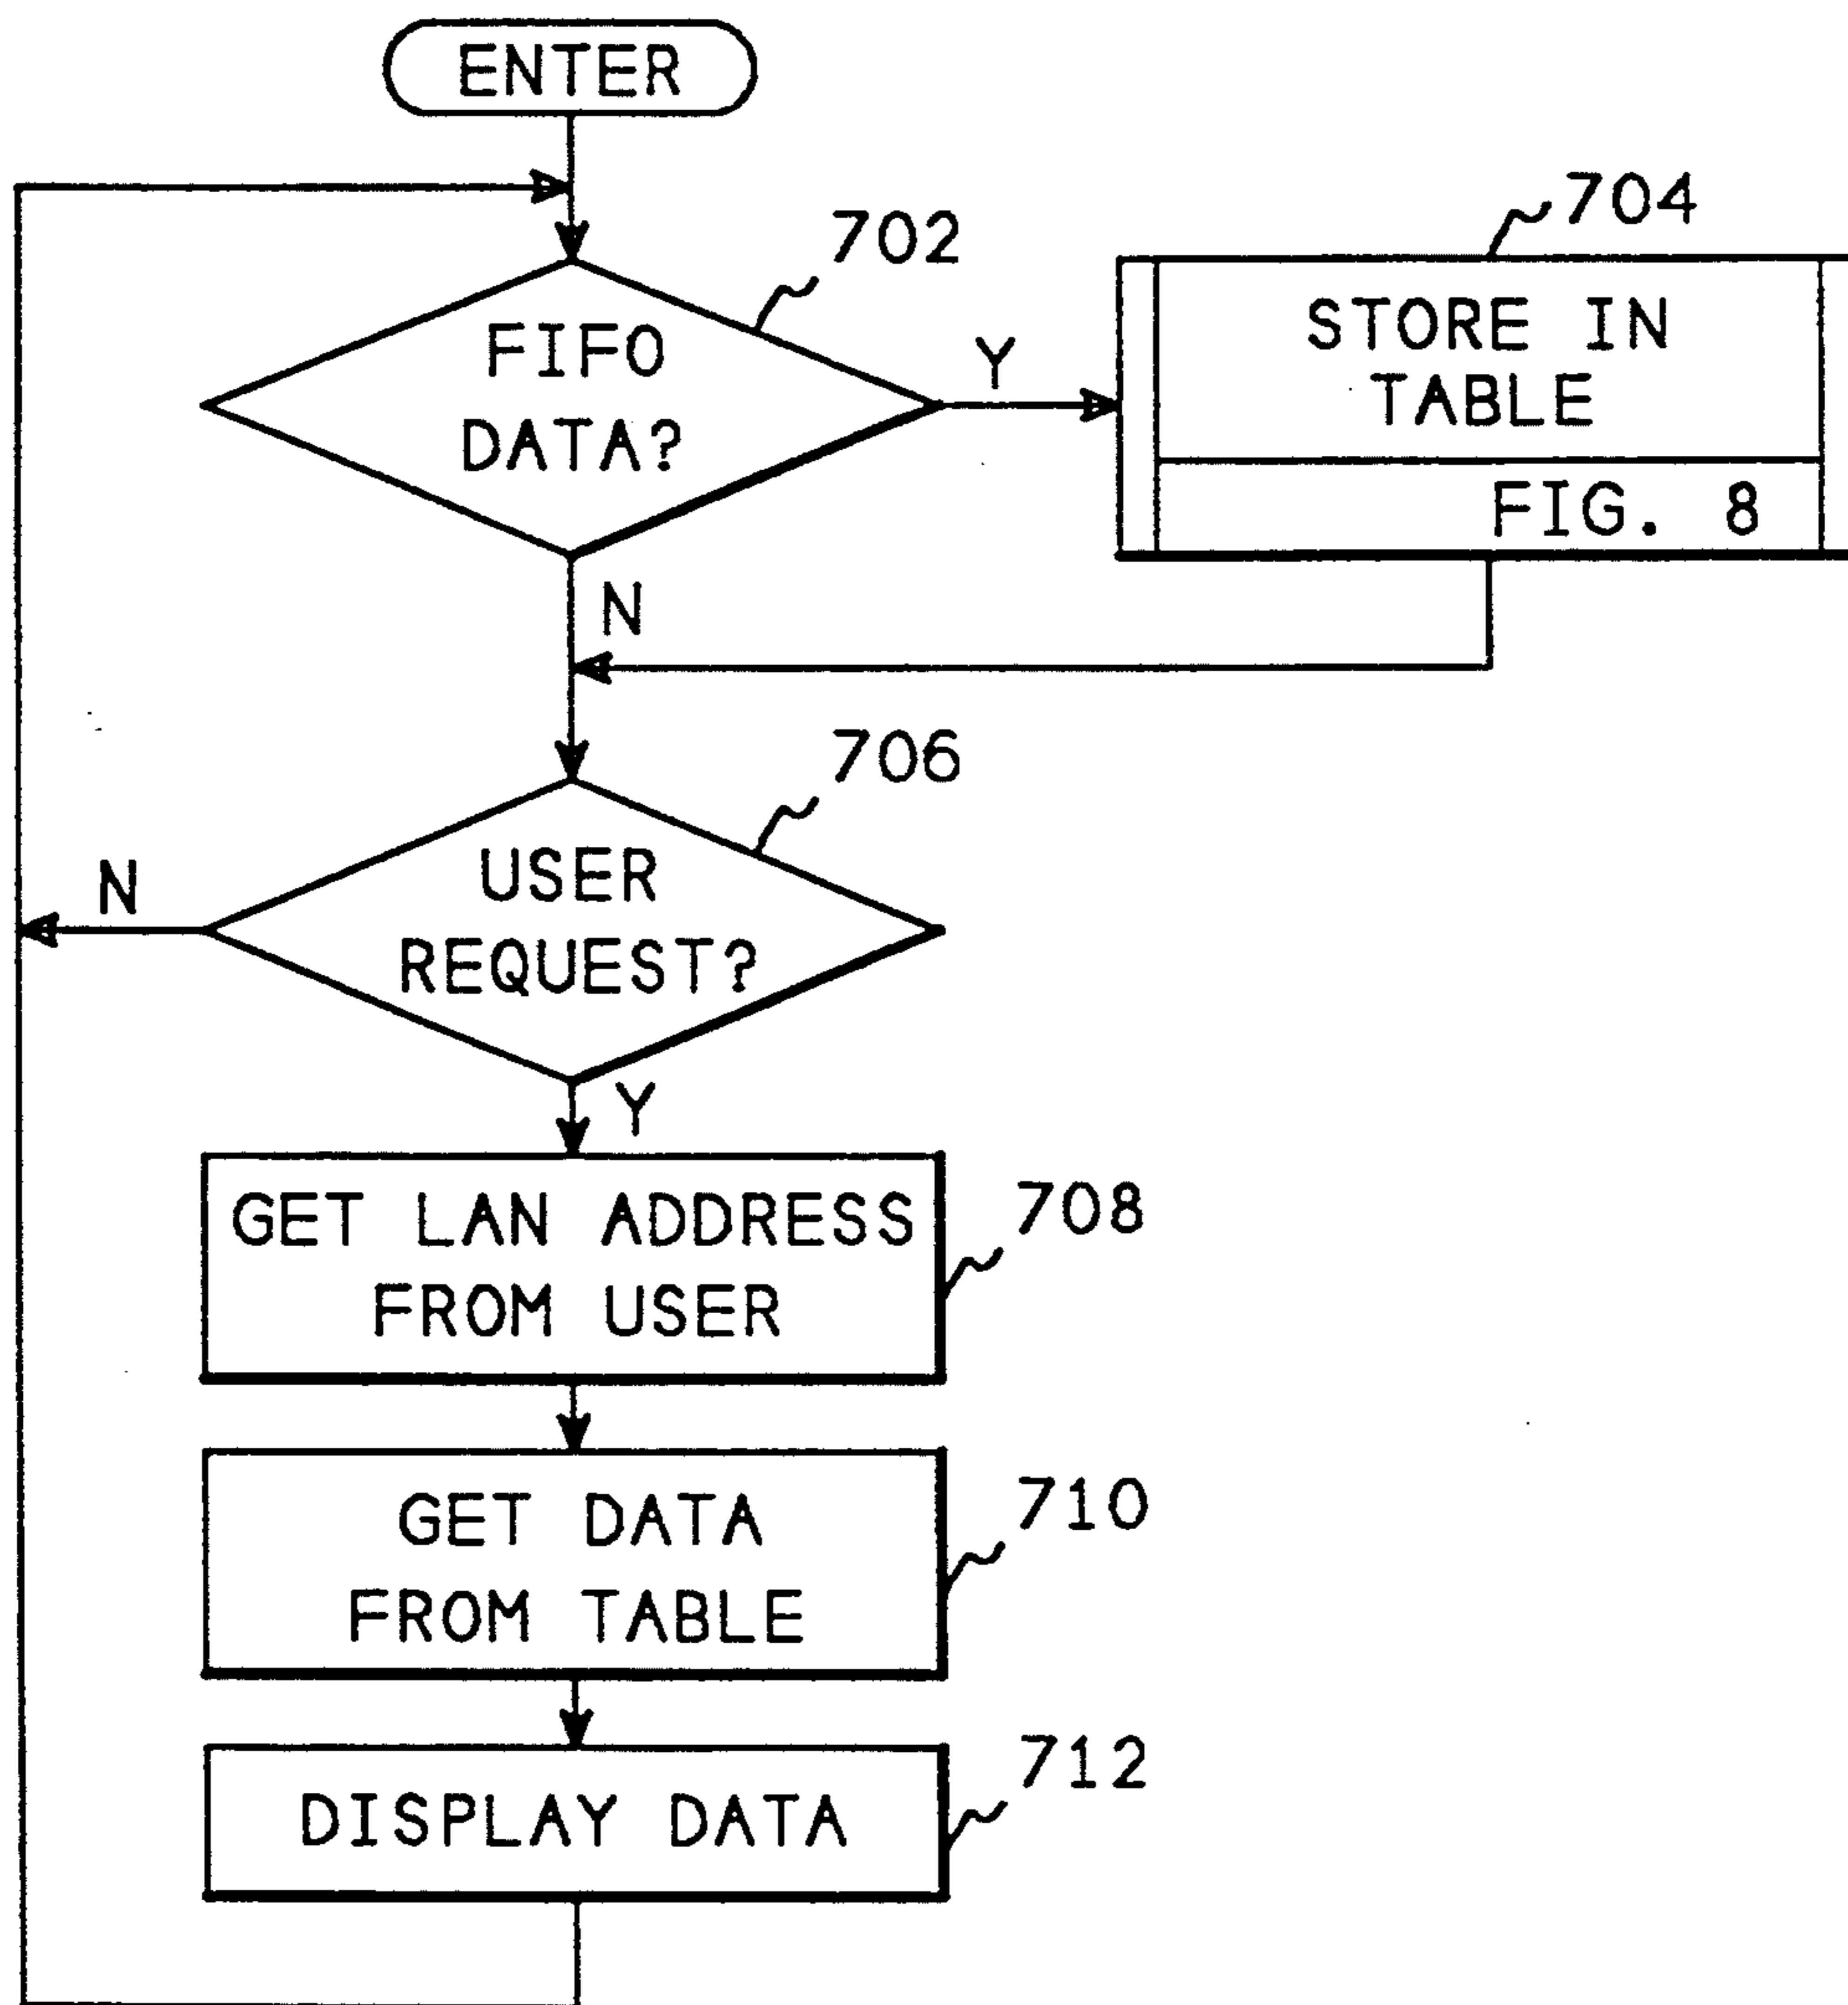 ENTER
702
FIFO
DATA?
Y
704
STORE IN
TABLE
FIG. 8
N
706
USER
REQUEST?
N
Y
GET LAN ADDRESS
FROM USER
708
GET DATA
FROM TABLE
710
DISPLAY DATA
712